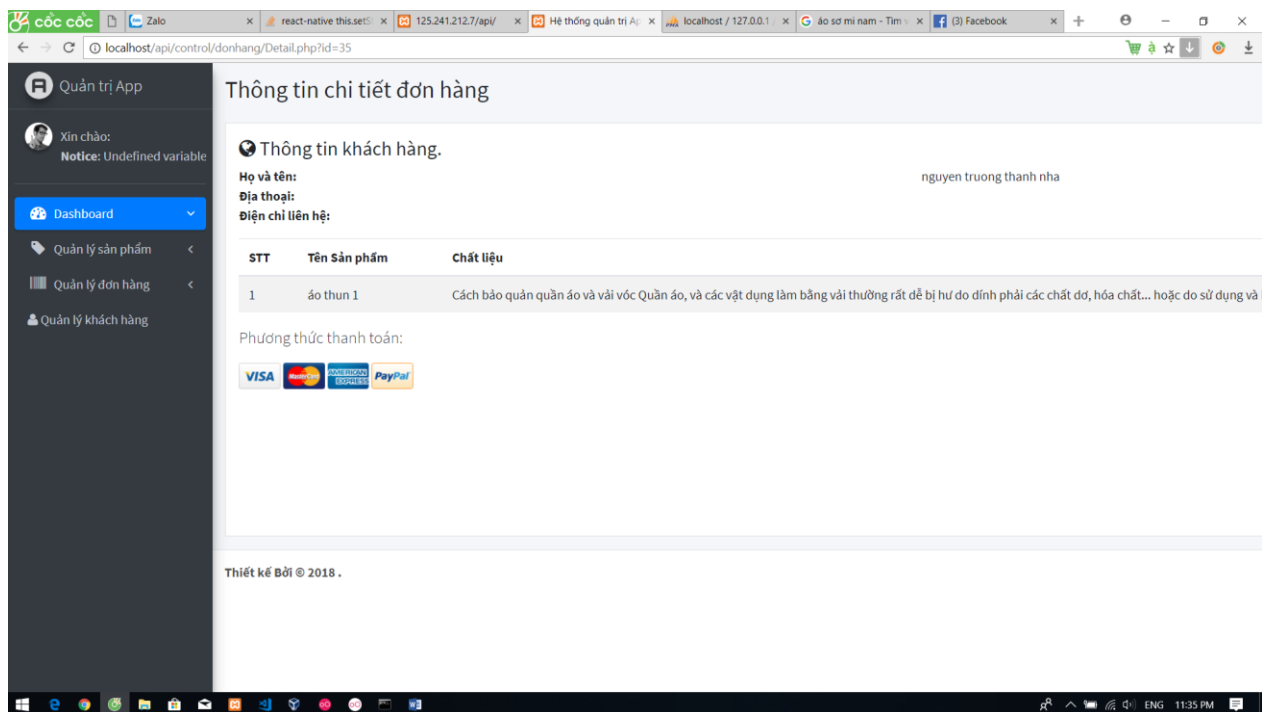 cốc cốc
Zalo
react-native this.setS
125.241.212.7/api/
Hệ thống quản trị Ap
localhost / 127.0.0.1 /
áo sơ mi nam - Tìm v
(3) Facebook
localhost/api/control/donhang/Detail.php?id=35
Quản trị App
Xin chào:
Notice: Undefined variable
Dashboard
Quản lý sản phẩm
Quản lý đơn hàng
Quản lý khách hàng
Thông tin chi tiết đơn hàng
Thông tin khách hàng.
Họ và tên: nguyen truong thanh nha
Địa thoại:
Điện chỉ liên hệ:
STT Tên Sản phẩm Chất liệu
1 áo thun 1 Cách bảo quản quần áo và vải vóc Quần áo, và các vật dụng làm bằng vải thường rất dễ bị hư do dính phải các chất dơ, hóa chất... hoặc do sử dụng và
Phương thức thanh toán:
VISA MasterCard AMERICAN EXPRESS PayPal
Thiết kế Bởi © 2018 .
ENG 11:35 PM